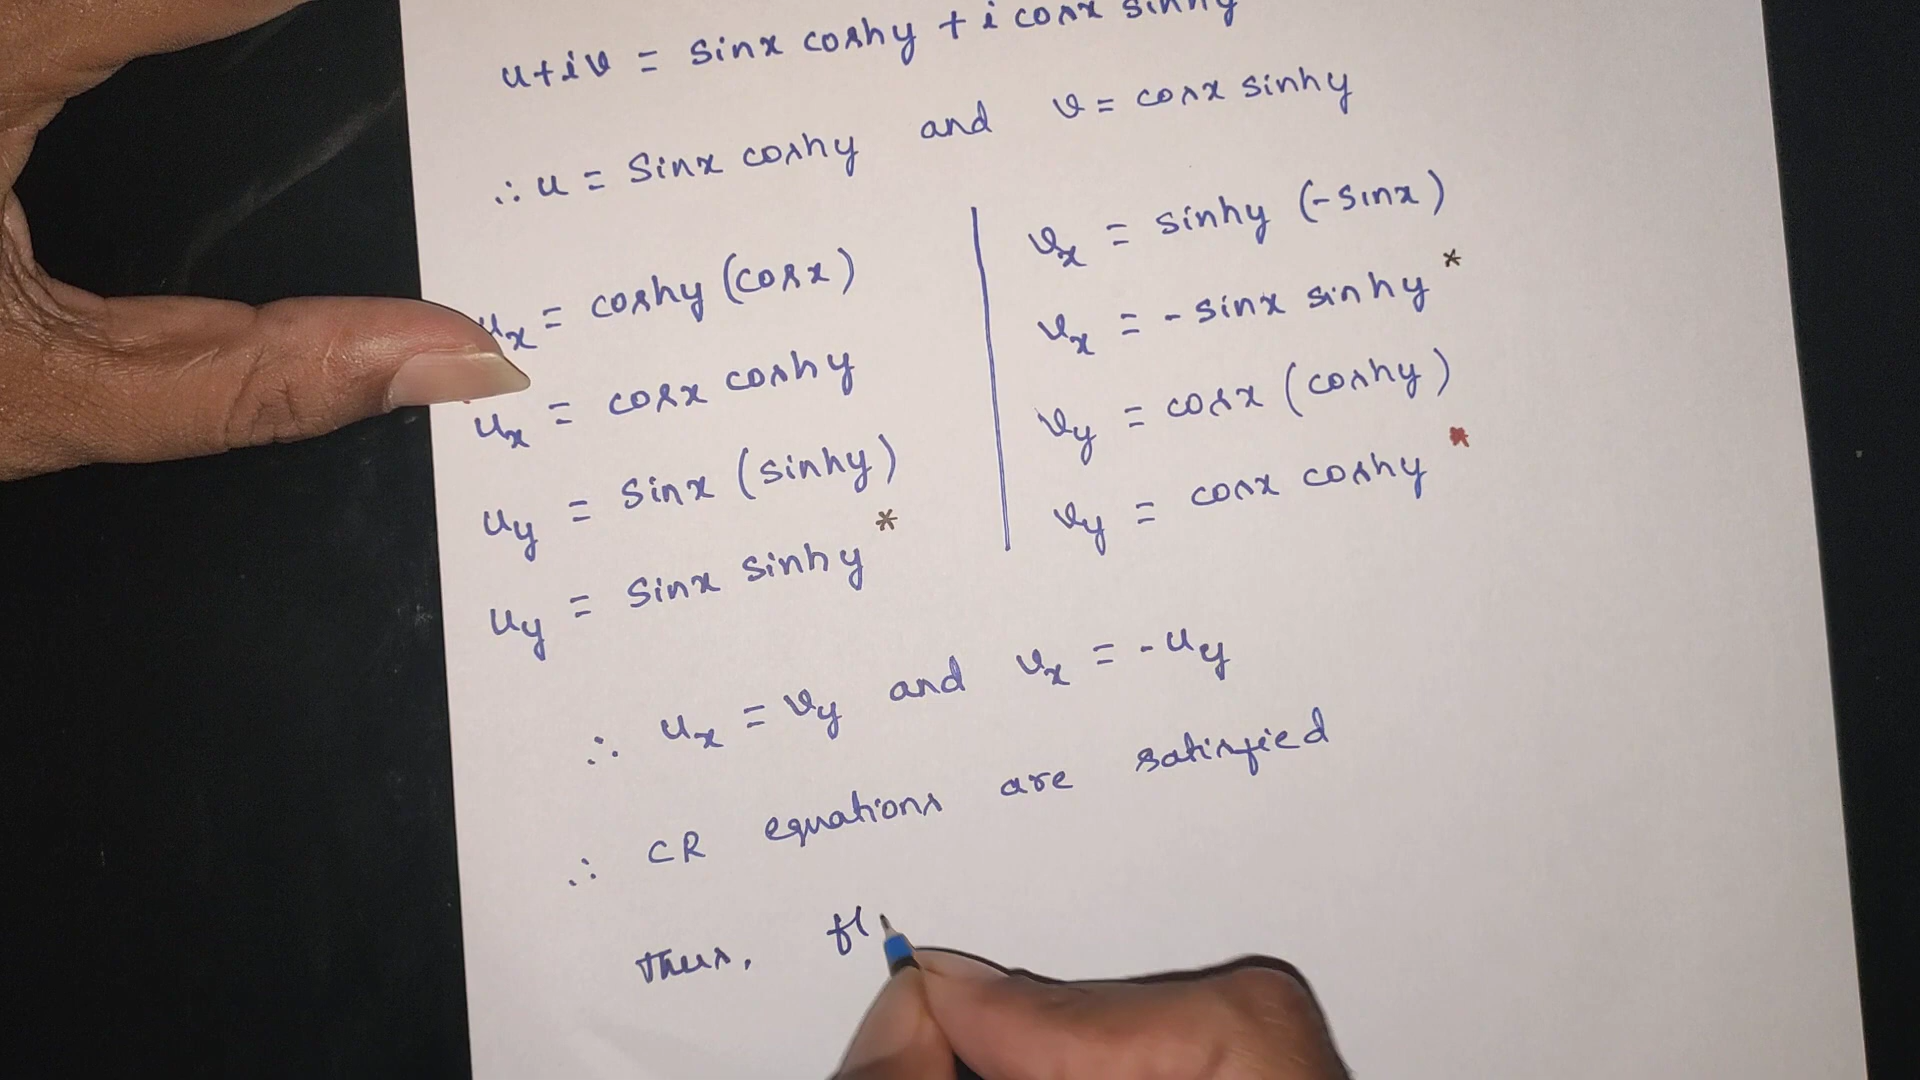 u+iv = sinx coshy + i cosx sinhy
∴ u = Sinx coshy and v = cosx sinhy
ux = coshy (cosx)
ux = cosx coshy
uy = sinx (sinhy)
uy = sinx sinhy *
vx = sinhy (-sinx)
vx = - sinx sinhy *
vy = cosx (coshy)
vy = cosx coshy *
∴ ux = vy and vx = -uy
∴ CR equations are satisfied
thus, f(